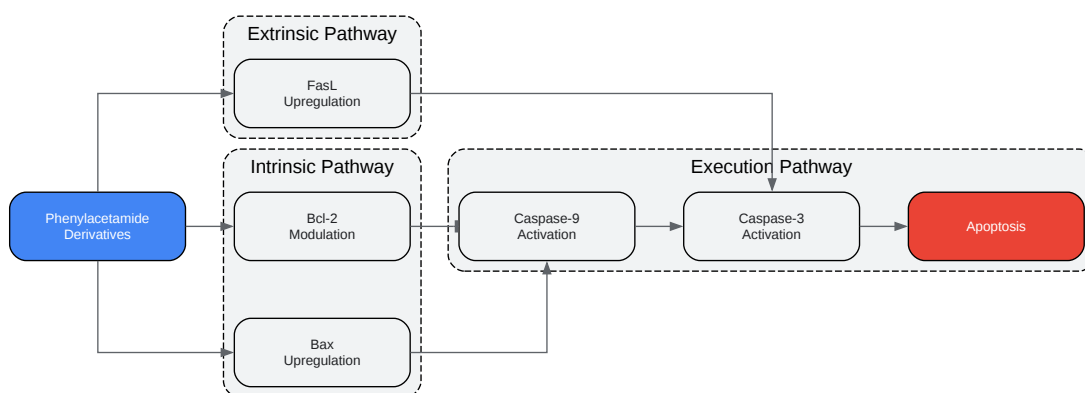 Extrinsic Pathway
FasL
Upregulation
Intrinsic Pathway
Execution Pathway
Phenylacetamide
Derivatives
Bcl-2
Modulation
Caspase-9
Activation
Caspase-3
Activation
Apoptosis
Bax
Upregulation